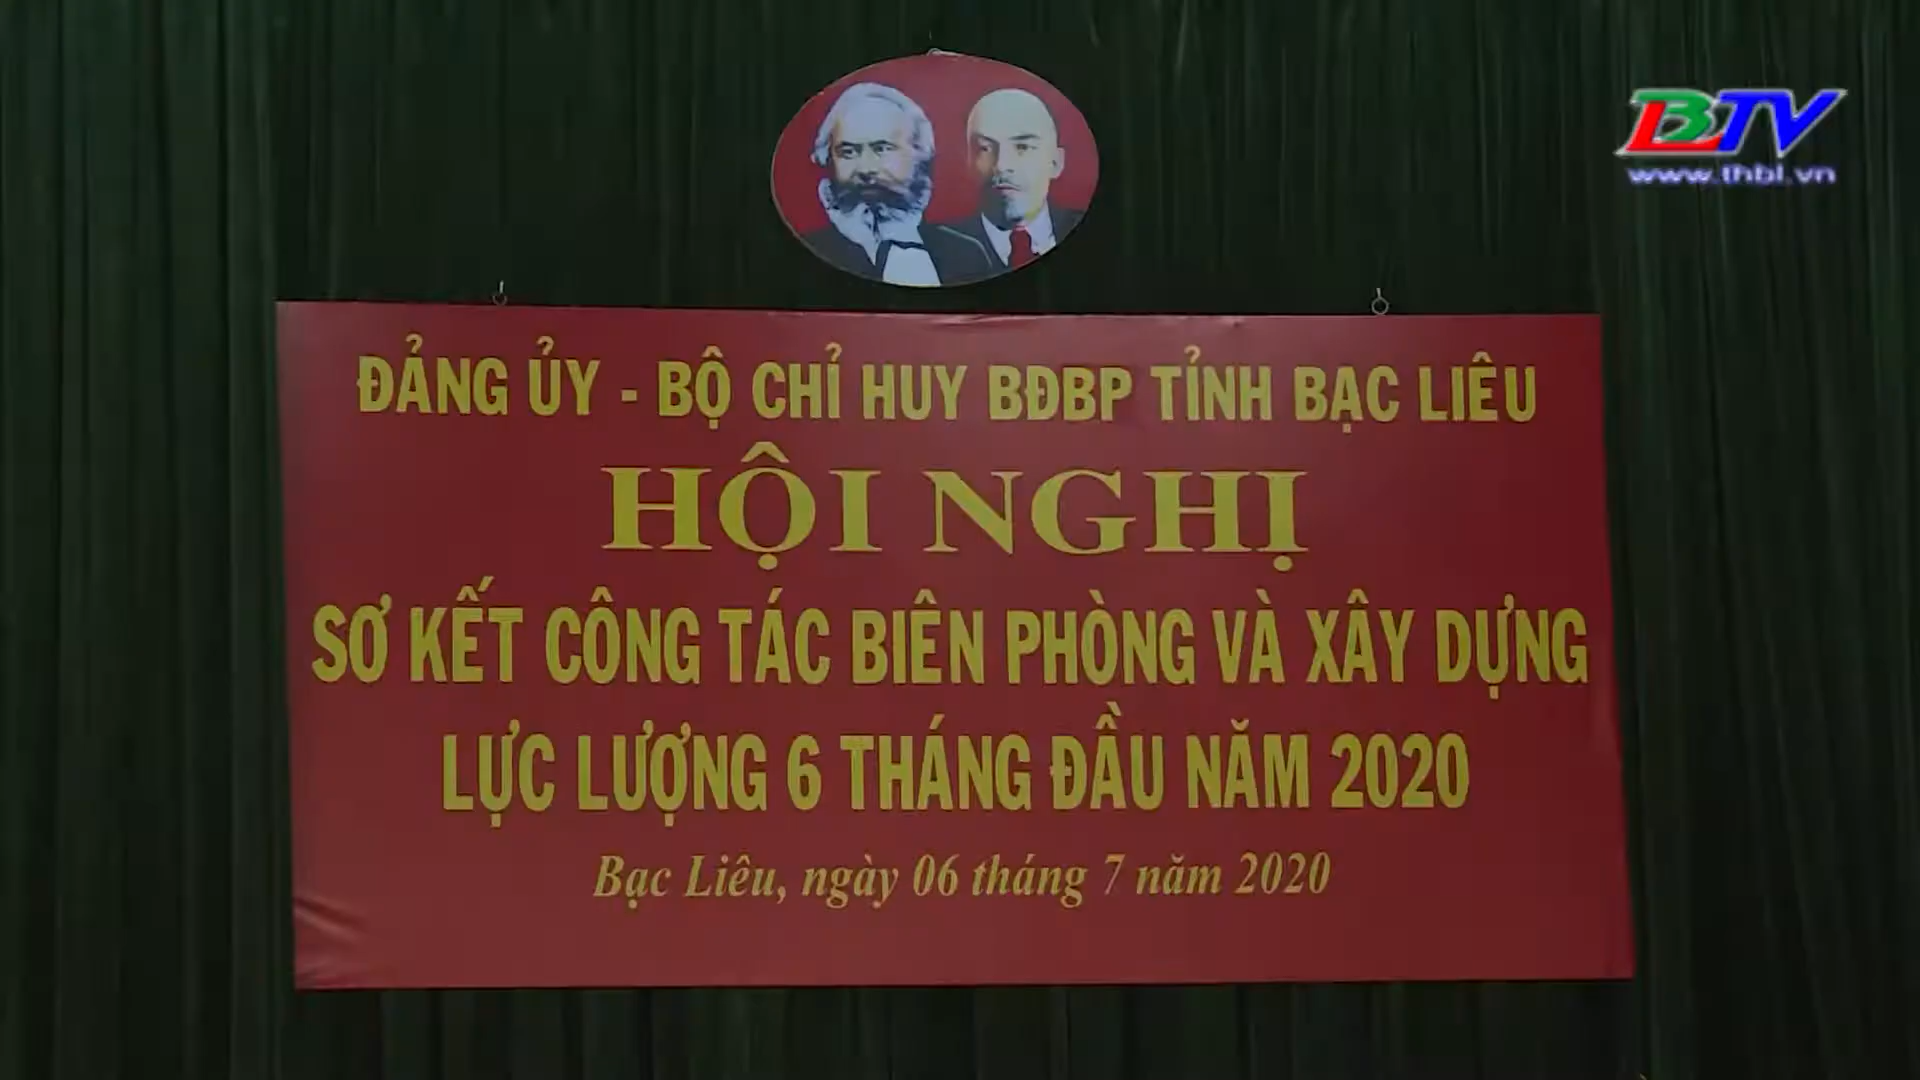 BTV
www.thbl.vn
ĐẢNG ỦY - BỘ CHỈ HUY BĐBP TỈNH BẠC LIÊU
HỘI NGHỊ
SƠ KẾT CÔNG TÁC BIÊN PHÒNG VÀ XÂY DỰNG
LỰC LƯỢNG 6 THÁNG ĐẦU NĂM 2020
Bạc Liêu, ngày 06 tháng 7 năm 2020